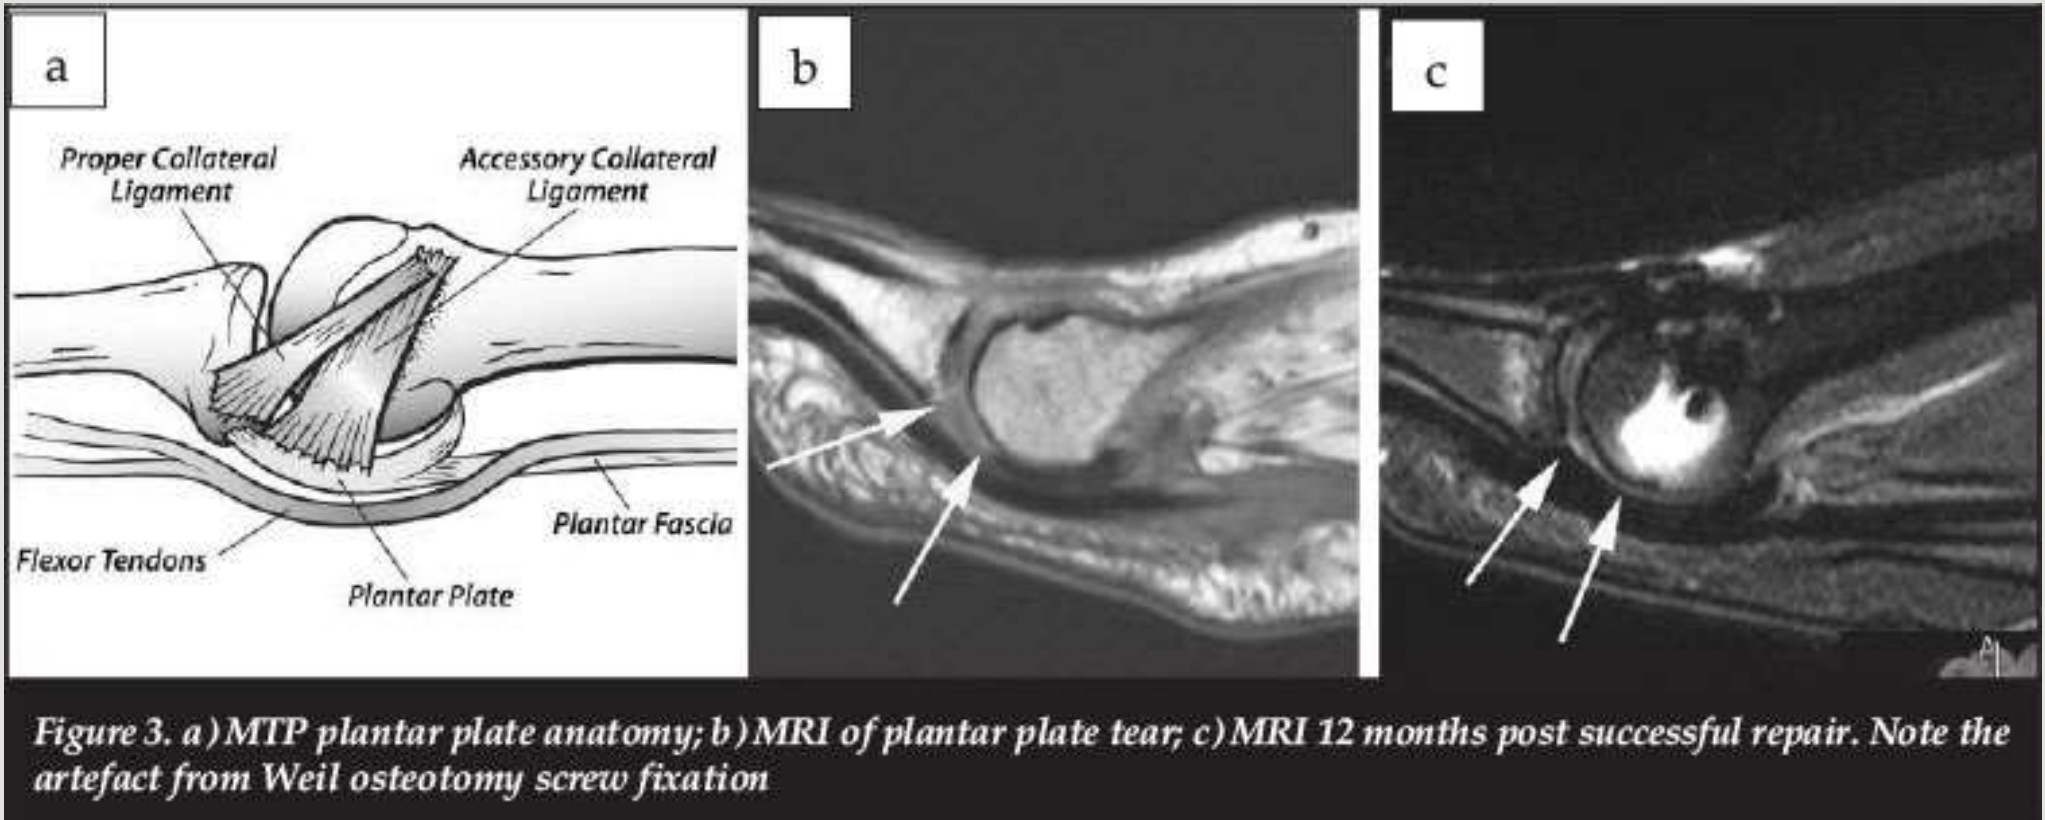 a
b
c
Proper Collateral
Ligament
Accessory Collateral
Ligament
Plantar Fascia
Flexor Tendons
Plantar Plate
Figure 3. a) MTP plantar plate anatomy; b) MRI of plantar plate tear; c) MRI 12 months post successful repair. Note the
artefact from Weil osteotomy screw fixation